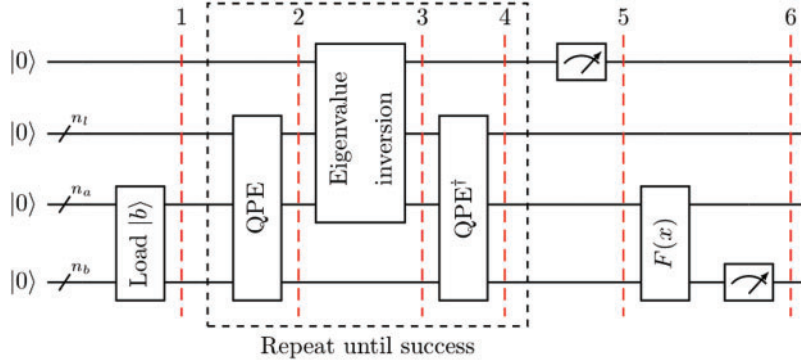 1 2 3 4 5 6
|0⟩
|0⟩ n_l
|0⟩ n_a
|0⟩ n_b
Load |b⟩
QPE
Eigenvalue
inversion
QPE†
F(x)
Repeat until success